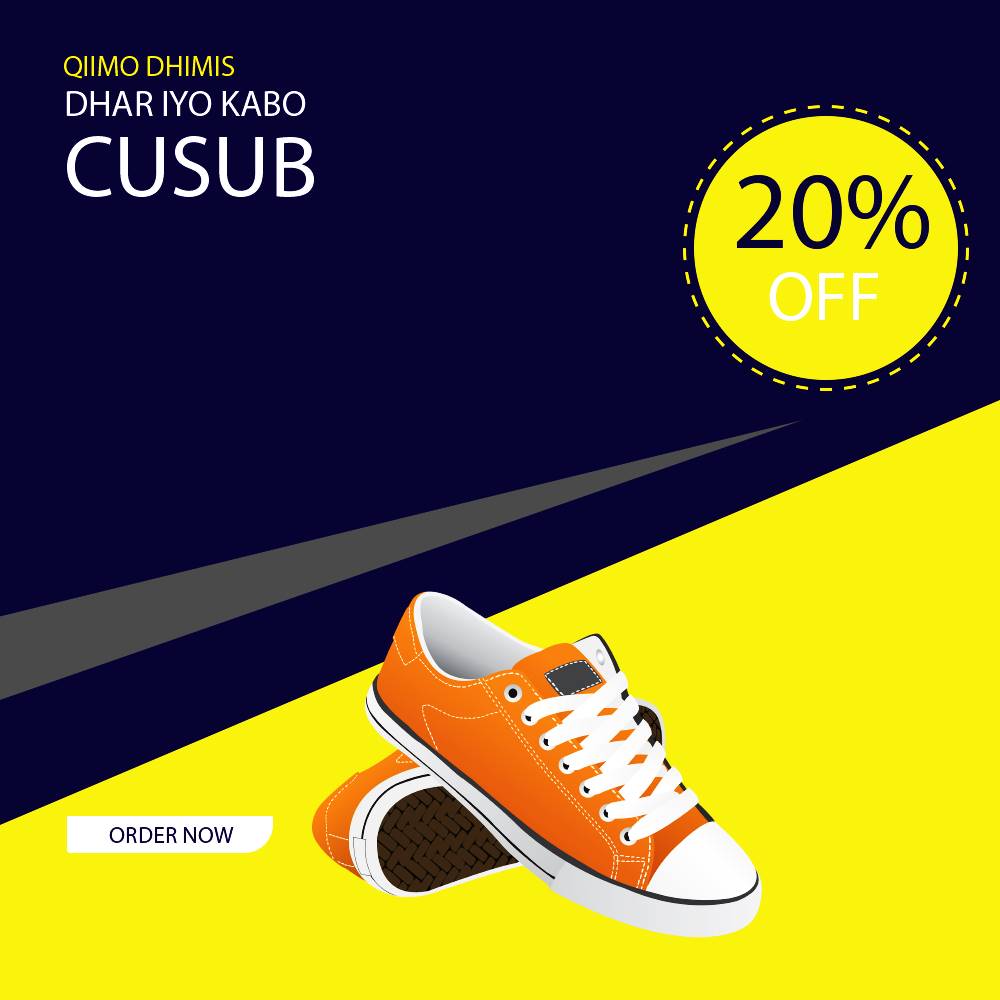 QIIMO DHIMIS
DHAR IYO KABO
CUSUB
20%
OFF
ORDER NOW